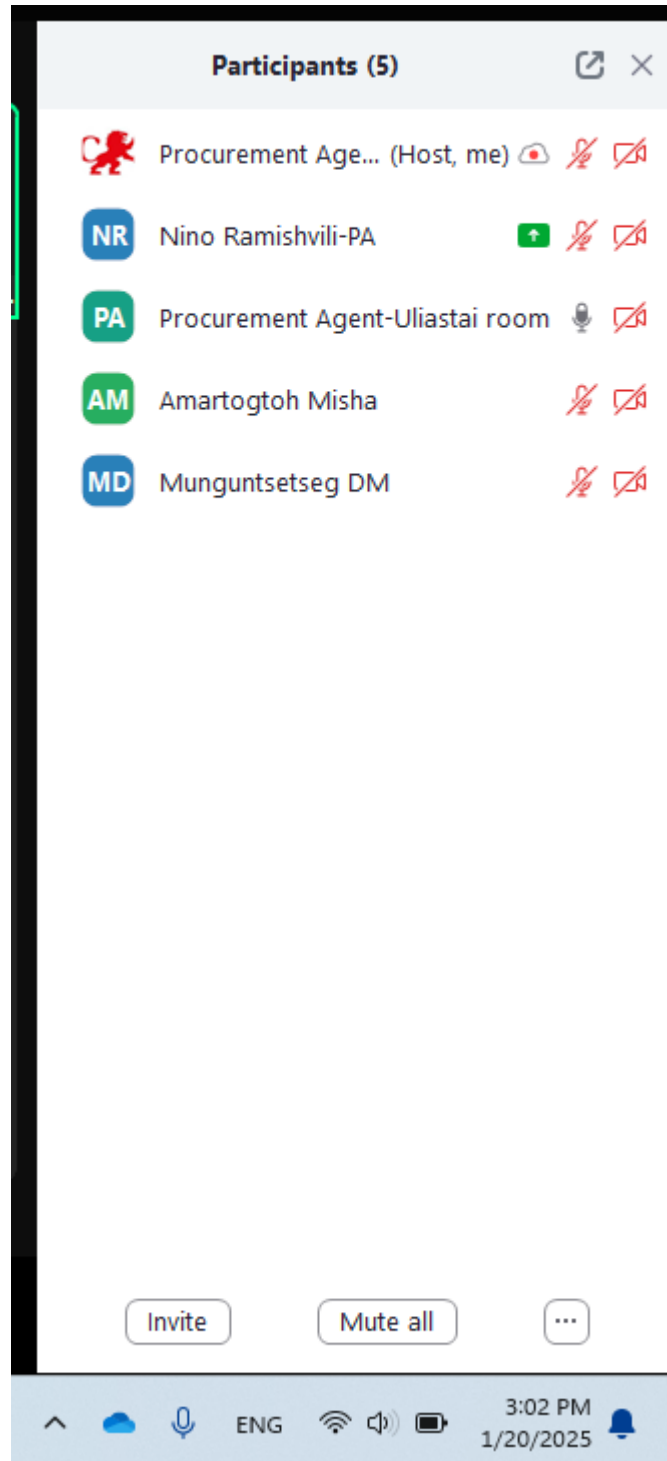 Participants (5)
Procurement Age... (Host, me)
NR Nino Ramishvili-PA
PA Procurement Agent-Uliastai room
AM Amartogtoh Misha
MD Munguntsetseg DM
Invite Mute all ...
ENG 3:02 PM
1/20/2025